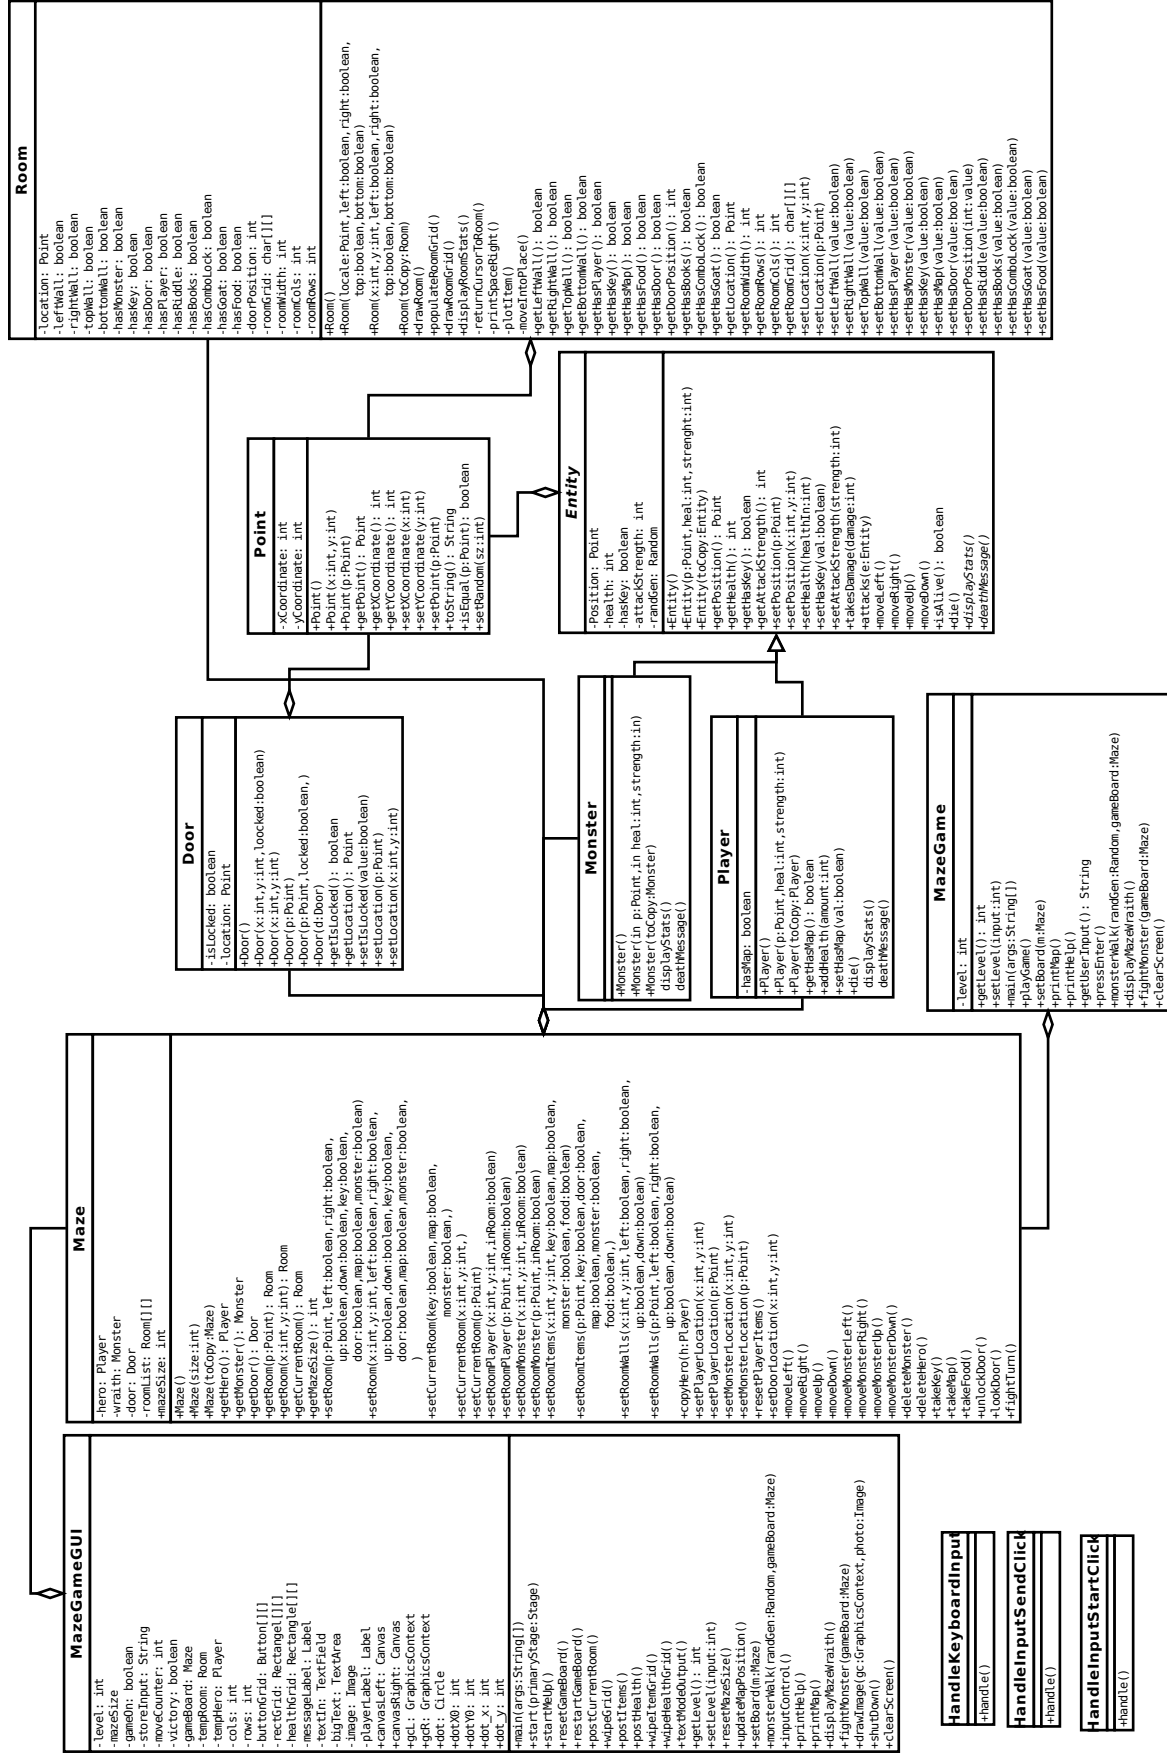 MazeGameGUI
-level: int
-mazeSize
-gameOn: boolean
-storeInput: String
-moveCounter: int
-victory: boolean
-gameBoard: Maze
-tempRoom: Room
-tempHero: Player
-cols: int
-rows: int
-buttonGrid: Button[][]
-rectGrid: Rectangel[][]
-healthGrid: Rectangle[][]
-messageLabel: Label
-textIn: TextField
-bigText: TextArea
-image: Image
-playerLabel: Label
+canvasLeft: Canvas
+canvasRight: Canvas
+gcL: GraphicsContext
+gcR: GraphicsContext
+dot: Circle
+dotX0: int
+dotY0: int
+dot_x: int
+dot_y: int
+main(args:String[])
+start(primaryStage:Stage)
+startMeUp()
+resetGameBoard()
+restartGameBoard()
+postCurrentRoom()
+wipeGrid()
+postItems()
+postHealth()
+wipeItemGrid()
+wipeHealthGrid()
+textModeOutput()
+getLevel(): int
+setLevel(input:int)
+resetMazeSize()
+updateMapPosition()
+setBoard(m:Maze)
+monsterWalk(randGen:Random,gameBoard:Maze)
+inputControl()
+printHelp()
+printMap()
+displayMazeWraith()
+fightMonster(gameBoard:Maze)
+drawImage(gc:GraphicsContext,photo:Image)
+shutDown()
+clearScreen()
Maze
-hero: Player
-wraith: Monster
-door: Door
-roomList: Room[][]
+mazeSize: int
+Maze()
+Maze(size:int)
+Maze(toCopy:Maze)
+getHero(): Player
+getMonster(): Monster
+getDoor(): Door
+getRoom(p:Point): Room
+getRoom(x:int,y:int): Room
+getCurrentRoom(): Room
+getMazeSize(): int
+setRoom(p:Point,left:boolean,right:boolean,
up:boolean,down:boolean,key:boolean,
door:boolean,map:boolean,monster:boolean)
+setRoom(x:int,y:int,left:boolean,right:boolean,
up:boolean,down:boolean,key:boolean,
door:boolean,map:boolean,monster:boolean,
)
+setCurrentRoom(key:boolean,map:boolean,
monster:boolean,)
+setCurrentRoom(x:int,y:int,)
+setCurrentRoom(p:Point)
+setRoomPlayer(x:int,y:int,inRoom:boolean)
+setRoomPlayer(p:Point,inRoom:boolean)
+setRoomMonster(x:int,y:int,inRoom:boolean)
+setRoomMonster(p:Point,inRoom:boolean)
+setRoomItems(x:int,y:int,key:boolean,map:boolean,
monster:boolean,food:boolean)
+setRoomItems(p:Point,key:boolean,door:boolean,
map:boolean,monster:boolean,
food:boolean,)
+setRoomWalls(x:int,y:int,left:boolean,right:boolean,
up:boolean,down:boolean)
+setRoomWalls(p:Point,left:boolean,right:boolean,
up:boolean,down:boolean)
+copyHero(h:Player)
+setPlayerLocation(x:int,y:int)
+setPlayerLocation(p:Point)
+setMonsterLocation(x:int,y:int)
+setMonsterLocation(p:Point)
+resetPlayerItems()
+setDoorLocation(x:int,y:int)
+moveLeft()
+moveRight()
+moveUp()
+moveDown()
+moveMonsterLeft()
+moveMonsterRight()
+moveMonsterUp()
+moveMonsterDown()
+deleteMonster()
+deleteHero()
+takeKey()
+takeMap()
+takeFood()
+unlockDoor()
+lookDoor()
+fightTurn()
Door
-isLocked: boolean
-location: Point
+Door()
+Door(x:int,y:int,loocked:boolean)
+Door(x:int,y:int)
+Door(p:Point)
+Door(p:Point,locked:boolean,)
+Door(d:Door)
+getIsLocked(): boolean
+getLocation(): Point
+setIsLocked(value:boolean)
+setLocation(p:Point)
+setLocation(x:int,y:int)
Point
-xCoordinate: int
-yCoordinate: int
+Point()
+Point(x:int,y:int)
+Point(p:Point)
+getPoint(): Point
+getXCoordinate(): int
+getYCoordinate(): int
+setXCoordinate(x:int)
+setYCoordinate(y:int)
+setPoint(p:Point)
+toString(): String
+isEqual(p:Point): boolean
+setRandom(sz:int)
Room
-location: Point
-leftWall: boolean
-rightWall: boolean
-topWall: boolean
-bottomWall: boolean
-hasMonster: boolean
-hasKey: boolean
-hasDoor: boolean
-hasPlayer: boolean
-hasRiddle: boolean
-hasBooks: boolean
-hasComboLock: boolean
-hasGoat: boolean
-hasFood: boolean
-doorPosition: int
-roomGrid: char[][]
-roomWidth: int
-roomCols: int
-roomRows: int
+Room()
+Room(locale:Point,left:boolean,right:boolean,
top:boolean,bottom:boolean)
+Room(x:int,y:int,left:boolean,right:boolean,
top:boolean,bottom:boolean)
+Room(toCopy:Room)
+drawRoom()
+populateRoomGrid()
+drawRoomGrid()
+displayRoomStats()
-returnCursorToRoom()
-printSpaceRight()
-plotItem()
-moveIntoPlace()
+getLeftWall(): boolean
+getRightWall(): boolean
+getTopWall(): boolean
+getBottomWall(): boolean
+getHasPlayer(): boolean
+getHasKey(): boolean
+getHasMap(): boolean
+getHasFood(): boolean
+getHasDoor(): boolean
+getDoorPosition(): int
+getHasBooks(): boolean
+getHasComboLock(): boolean
+getHasGoat(): boolean
+getLocation(): Point
+getRoomWidth(): int
+getRoomRows(): int
+getRoomCols(): int
+getRoomGrid(): char[][]
+setLocation(x:int,y:int)
+setLocation(p:Point)
+setLeftWall(value:boolean)
+setRightWall(value:boolean)
+setTopWall(value:boolean)
+setBottomWall(value:boolean)
+setHasPlayer(value:boolean)
+setHasMonster(value:boolean)
+setHasKey(value:boolean)
+setHasMap(value:boolean)
+setHasDoor(value:boolean)
+setDoorPosition(int:value)
+setHasRiddle(value:boolean)
+setHasBooks(value:boolean)
+setHasComboLock(value:boolean)
+setHasGoat(value:boolean)
+setHasFood(value:boolean)
Entity
-Position: Point
-health: int
-hasKey: boolean
-attackStrength: int
-randGen: Random
+Entity()
+Entity(p:Point,heal:int,strenght:int)
+Entity(toCopy:Entity)
+getPosition(): Point
+getHealth(): int
+getHasKey(): boolean
+getAttackStrength(): int
+setPosition(p:Point)
+setPosition(x:int,y:int)
+setHealth(healthIn:int)
+setHasKey(val:boolean)
+setAttackStrength(strength:int)
+takesDamage(damage:int)
+attacks(e:Entity)
+moveLeft()
+moveRight()
+moveUp()
+moveDown()
+isAlive(): boolean
+die()
+displayStats()
+deathMessage()
Monster
+Monster()
+Monster(in p:Point,in heal:int,strength:in)
+Monster(toCopy:Monster)
displayStats()
deathMessage()
Player
-hasMap: boolean
+Player()
+Player(p:Point,heal:int,strength:int)
+Player(toCopy:Player)
+getHasMap(): boolean
+addHealth(amount:int)
+setHasMap(val:boolean)
+die()
displayStats()
deathMessage()
MazeGame
-level: int
+getLevel(): int
+setLevel(input:int)
+main(args:String[])
+playGame()
+setBoard(m:Maze)
+printMap()
+printHelp()
+getUserInput(): String
+pressEnter()
+monsterWalk(randGen:Random,gameBoard:Maze)
+displayMazeWraith()
+fightMonster(gameBoard:Maze)
+clearScreen()
HandleKeyboardInput
+handle()
HandleInputSendClick
+handle()
HandleInputStartClick
+handle()